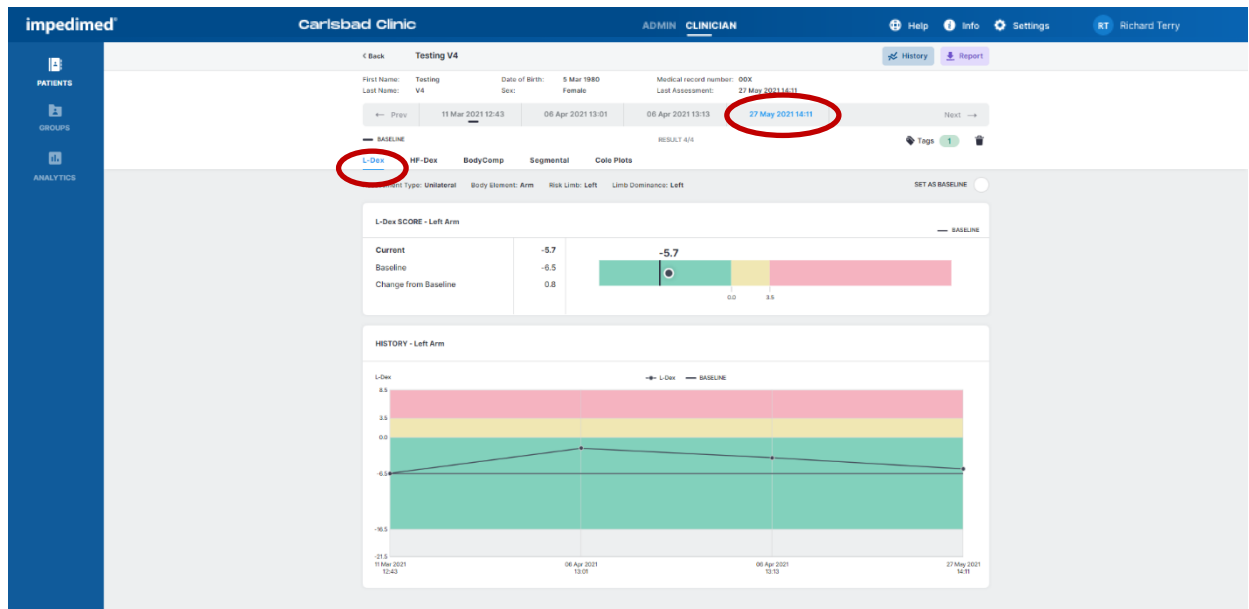 impedimed®
Carlsbad Clinic
ADMIN CLINICIAN
Help Info Settings RT Richard Terry
PATIENTS
GROUPS
ANALYTICS
< Back Testing V4
History Report
First Name: Testing Date of Birth: 5 Mar 1980 Medical record number: 00X
Last Name: V4 Sex: Female Last Assessment: 27 May 2021 14:11
← Prev 11 Mar 2021 12:43 06 Apr 2021 13:01 06 Apr 2021 13:13 27 May 2021 14:11 Next →
BASELINE RESULT 4/4 Tags 1
L-Dex HF-Dex BodyComp Segmental Cole Plots
Type: Unilateral Body Element: Arm Risk Limb: Left Limb Dominance: Left SET AS BASELINE
L-Dex SCORE - Left Arm
BASELINE
Current -5.7
Baseline -6.5
Change from Baseline 0.8
-5.7
0.0 3.5
HISTORY - Left Arm
L-Dex
L-Dex BASELINE
8.5
3.5
0.0
-6.5
-16.5
-21.5
11 Mar 2021 06 Apr 2021 06 Apr 2021 27 May 2021
12:43 13:01 13:13 14:11